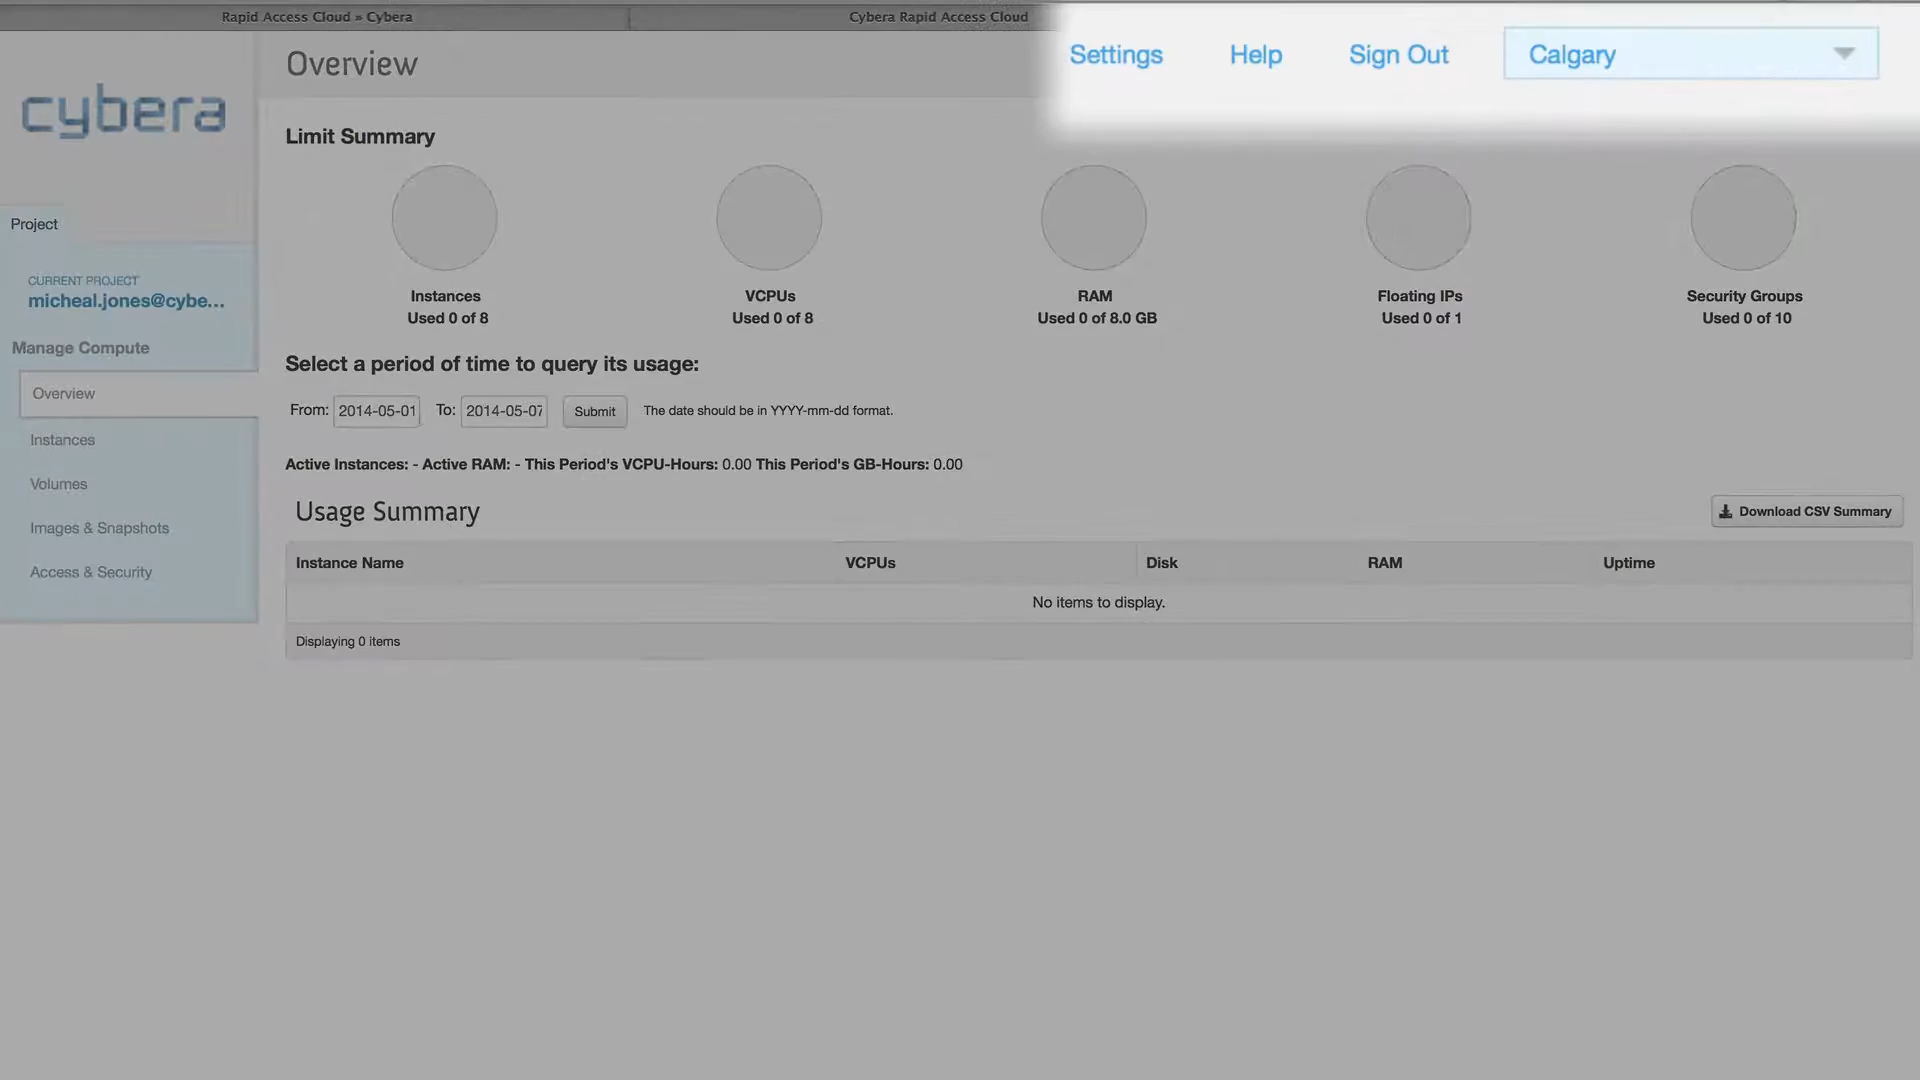 Rapid Access Cloud » Cybera
Cybera Rapid Access Cloud
Settings
Help
Sign Out
Calgary
cybera
Overview
Project
CURRENT PROJECT
micheal.jones@cybe...
Manage Compute
Overview
Instances
Volumes
Images & Snapshots
Access & Security
Limit Summary
Instances
Used 0 of 8
VCPUs
Used 0 of 8
RAM
Used 0 of 8.0 GB
Floating IPs
Used 0 of 1
Security Groups
Used 0 of 10
Select a period of time to query its usage:
From: 2014-05-01 To: 2014-05-07 Submit The date should be in YYYY-mm-dd format.
Active Instances: - Active RAM: - This Period's VCPU-Hours: 0.00 This Period's GB-Hours: 0.00
Usage Summary
Download CSV Summary
Instance Name VCPUs Disk RAM Uptime
No items to display.
Displaying 0 items